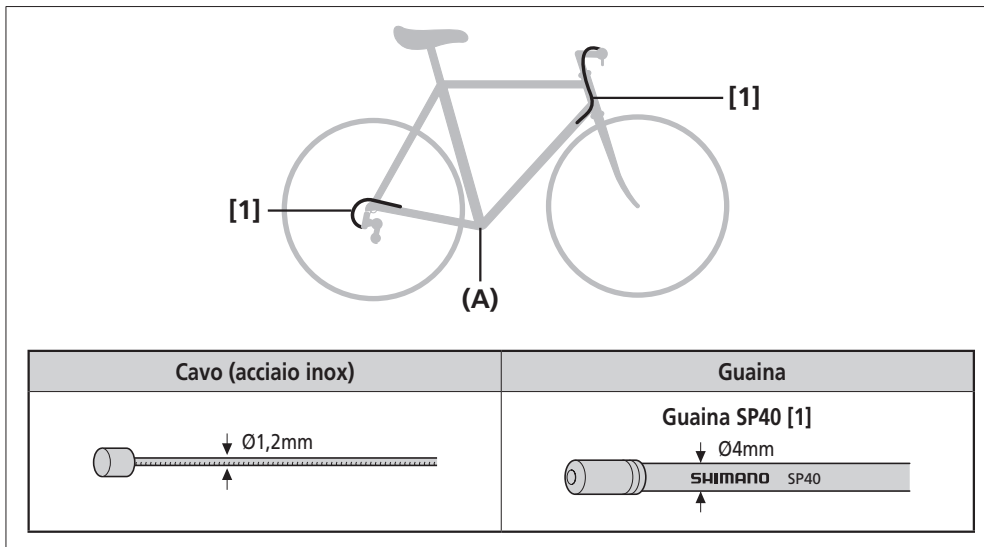 [1]
[1]
(A)
Cavo (acciaio inox)
Guaina
Ø1,2mm
Guaina SP40 [1]
Ø4mm
SHIMANO SP40